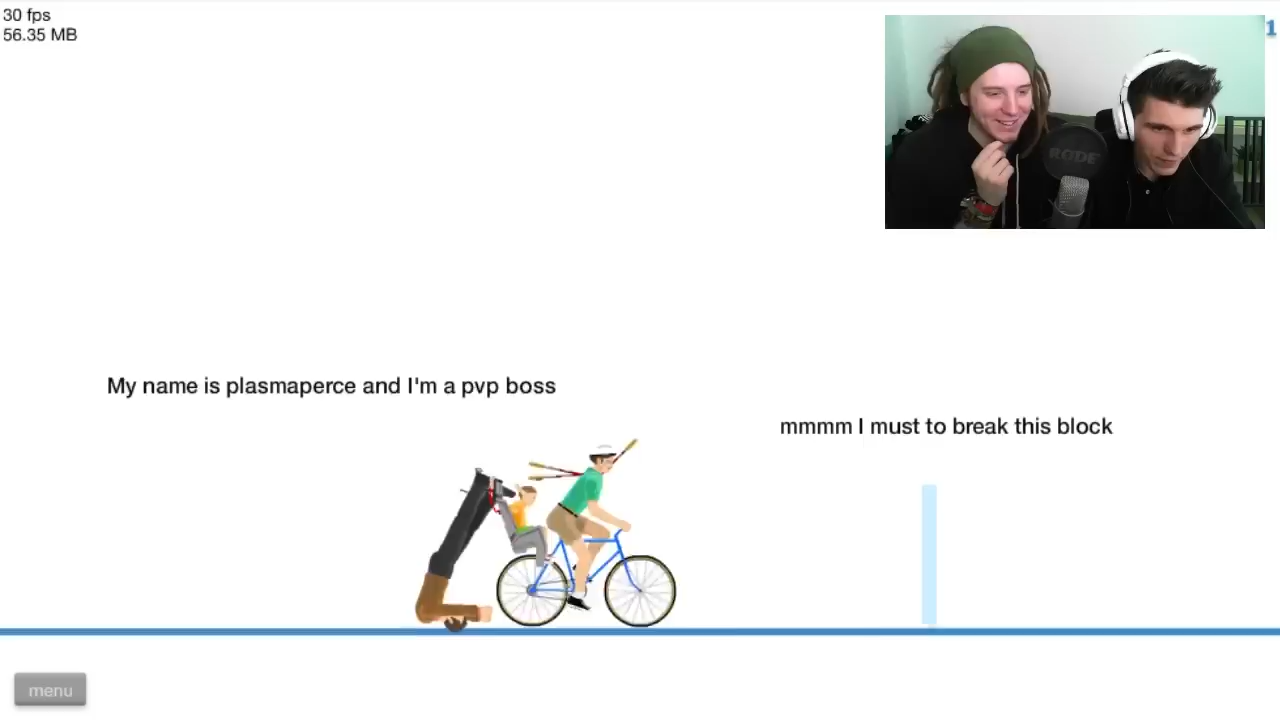 30 fps
56.35 MB
1
RODE
My name is plasmaperce and I'm a pvp boss
mmmm I must to break this block
menu